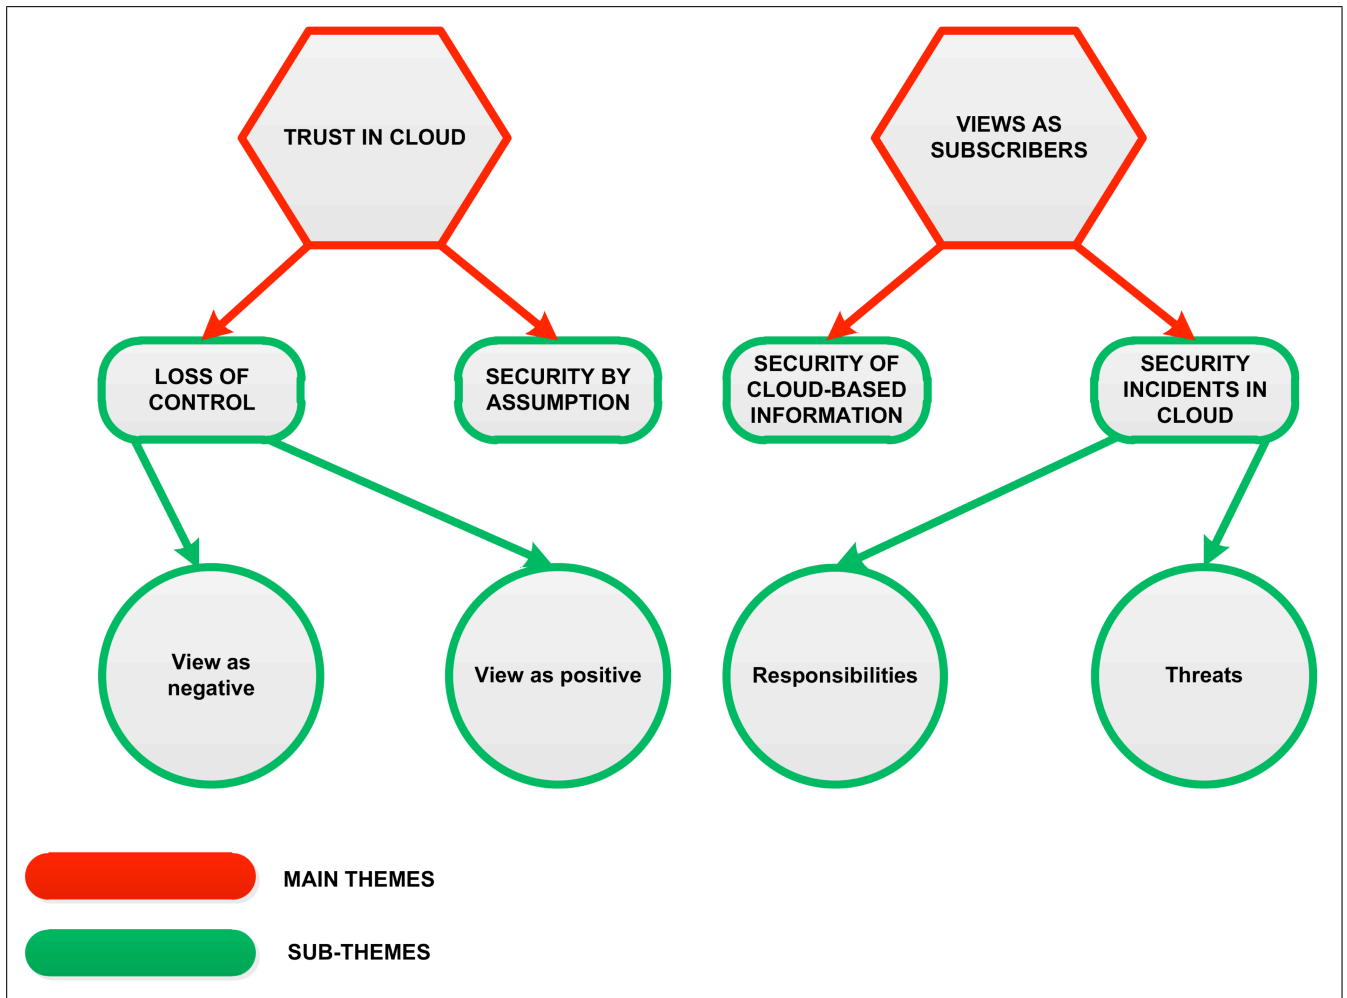 TRUST IN CLOUD
VIEWS AS
SUBSCRIBERS
LOSS OF
CONTROL
SECURITY BY
ASSUMPTION
SECURITY OF
CLOUD-BASED
INFORMATION
SECURITY
INCIDENTS IN
CLOUD
View as
negative
View as positive
Responsibilities
Threats
MAIN THEMES
SUB-THEMES